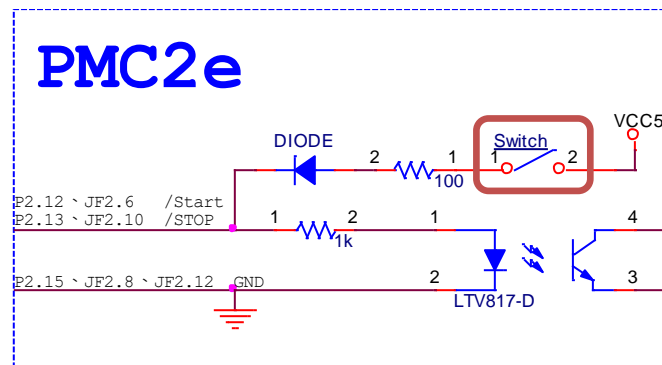 PMC2e
DIODE
Switch
VCC5
2
1
1
2
100
P2.12、JF2.6 /Start
P2.13、JF2.10 /STOP
1
2
1
4
1k
P2.15、JF2.8、JF2.12 GND
2
3
LTV817-D